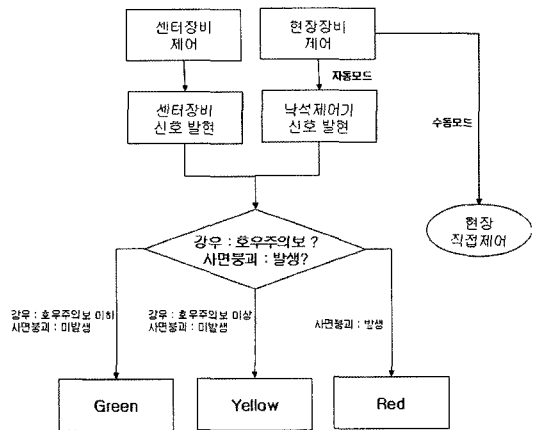 센터장비
제어
현장장비
제어
자동모드
수동모드
센터장비
신호 발현
낙석제어기
신호 발현
현장
직접제어
강우 : 호우주의보 ?
사면붕괴 : 발생?
강우 : 호우주의보 이하
사면붕괴 : 미발생
강우 : 호우주의보 이상
사면붕괴 : 미발생
사면붕괴 : 발생
Green
Yellow
Red